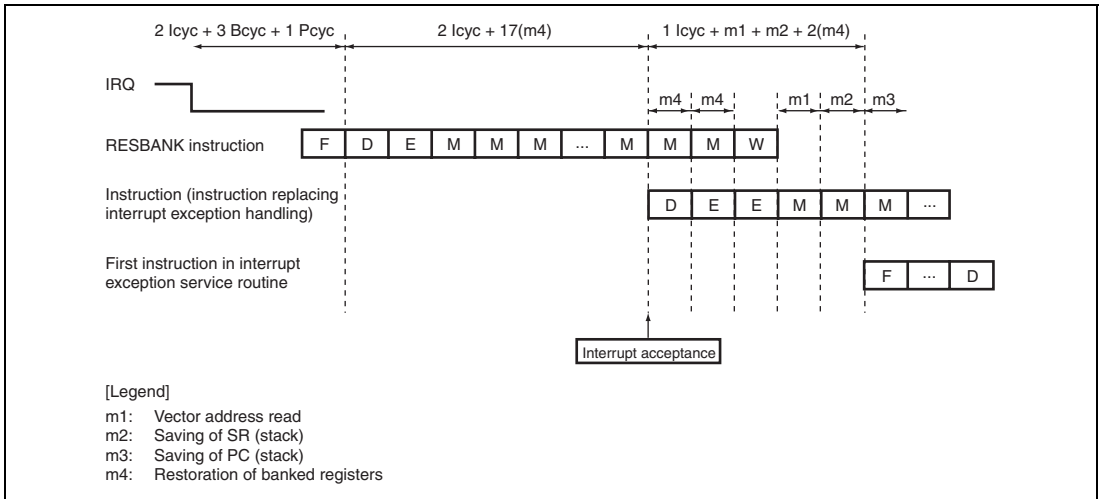 2 Icyc + 3 Bcyc + 1 Pcyc 2 Icyc + 17(m4) 1 Icyc + m1 + m2 + 2(m4)
IRQ
m4 m4 m1 m2 m3
RESBANK instruction F D E M M M ... M M M W
Instruction (instruction replacing
interrupt exception handling) D E E M M M ...
First instruction in interrupt
exception service routine F ... D
Interrupt acceptance
[Legend]
m1: Vector address read
m2: Saving of SR (stack)
m3: Saving of PC (stack)
m4: Restoration of banked registers